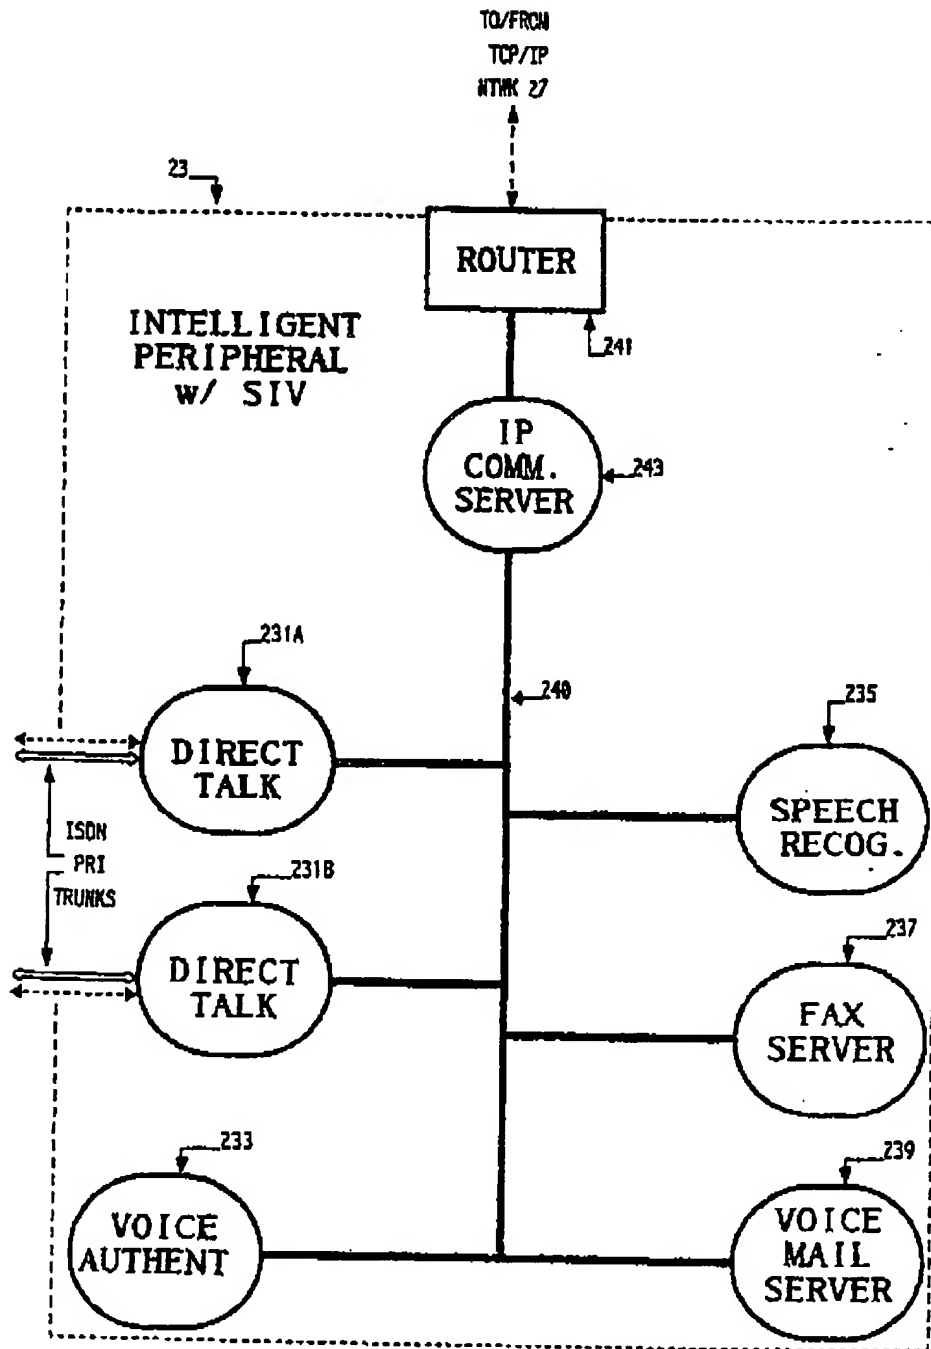 TO/FROM
TCP/IP
NTWK 27
23
ROUTER
241
INTELLIGENT
PERIPHERAL
w/ SIV
IP
COMM.
SERVER
243
231A
240
235
DIRECT
TALK
SPEECH
RECOG.
ISDN
PRI
TRUNKS
231B
237
DIRECT
TALK
FAX
SERVER
233
239
VOICE
AUTHENT
VOICE
MAIL
SERVER